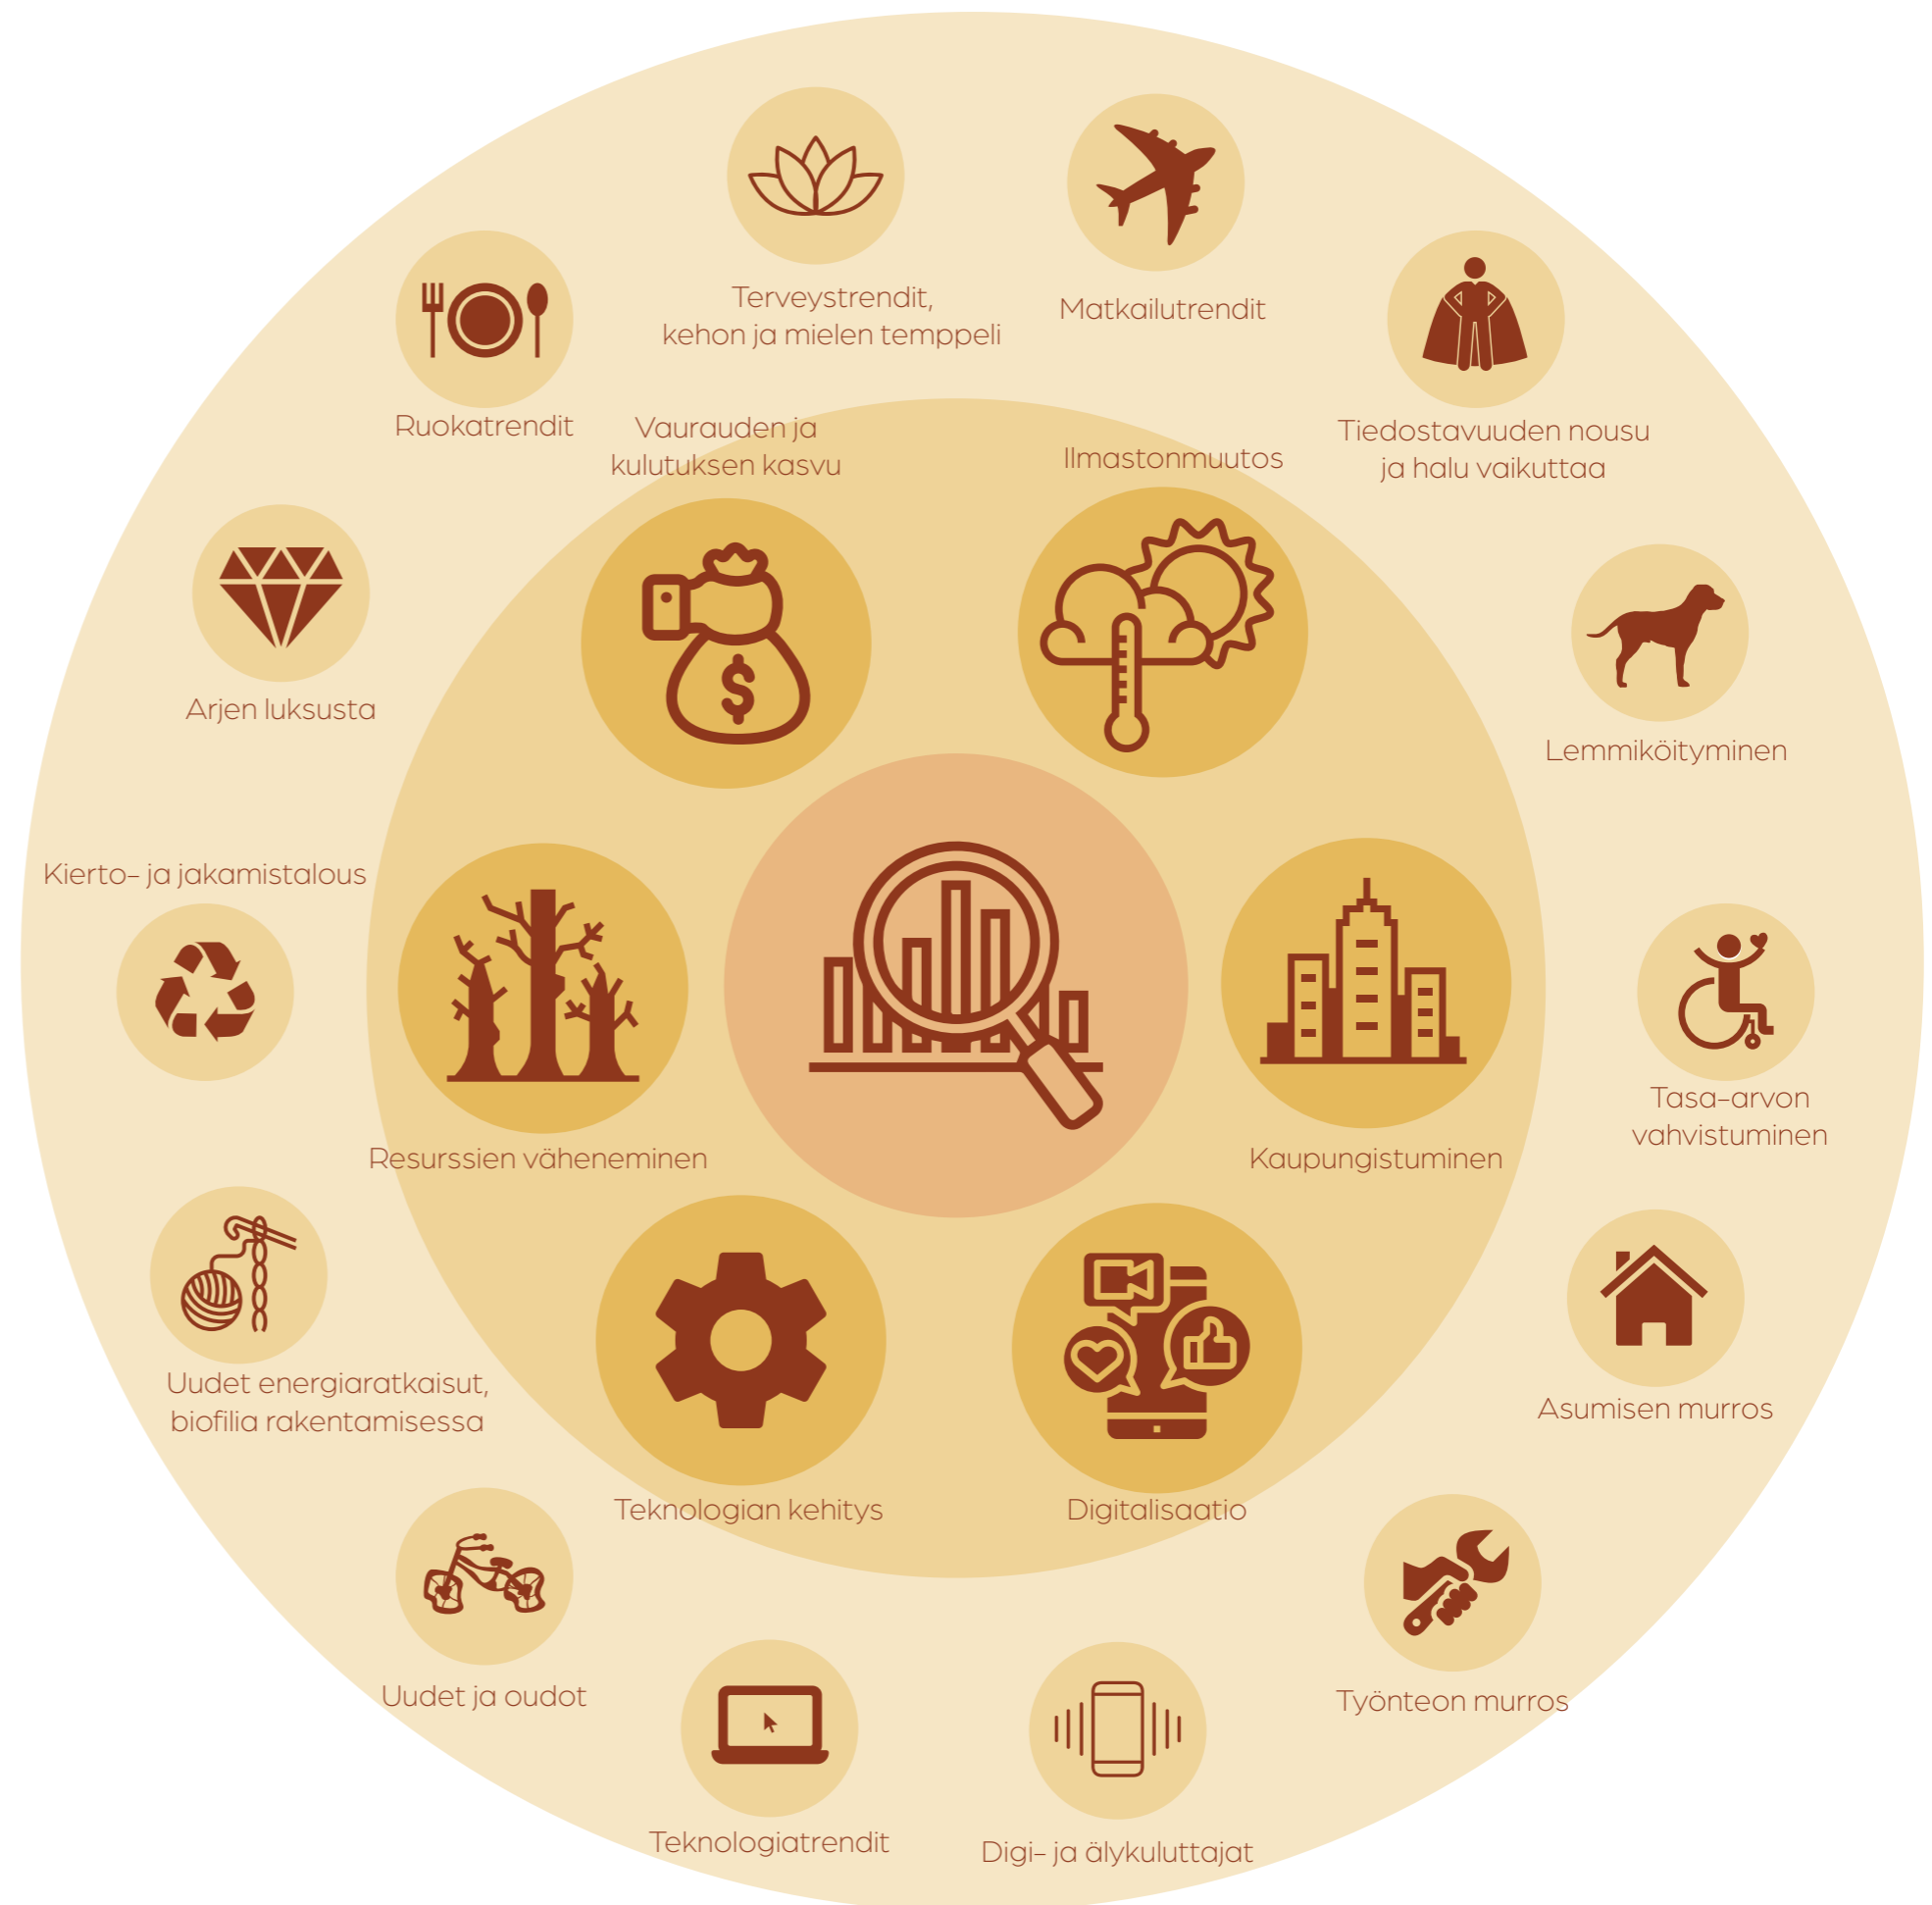 Terveystrendit,
kehon ja mielen temppeli
Matkailutrendit
Ruokatrendit
Vaurauden ja
kulutuksen kasvu
Ilmastonmuutos
Tiedostavuuden nousu
ja halu vaikuttaa
Arjen luksusta
Lemmiköityminen
Kierto- ja jakamistalous
Tasa-arvon
vahvistuminen
Resurssien väheneminen
Kaupungistuminen
Uudet energiaratkaisut,
biofilia rakentamisessa
Asumisen murros
Teknologian kehitys
Digitalisaatio
Uudet ja oudot
Työnteon murros
Teknologiatrendit
Digi- ja älykuluttajat